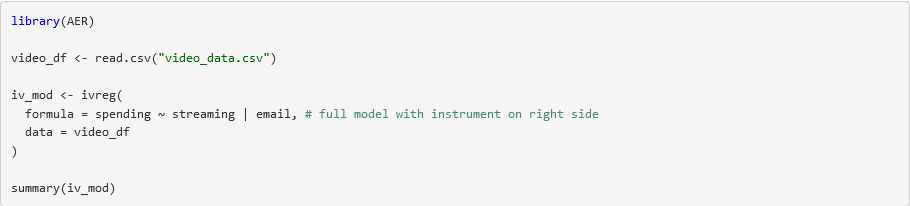 library(AER)
video_df <- read.csv("video_data.csv")
iv_mod <- ivreg(
  formula = spending ~ streaming | email, # full model with instrument on right side
  data = video_df
)
summary(iv_mod)